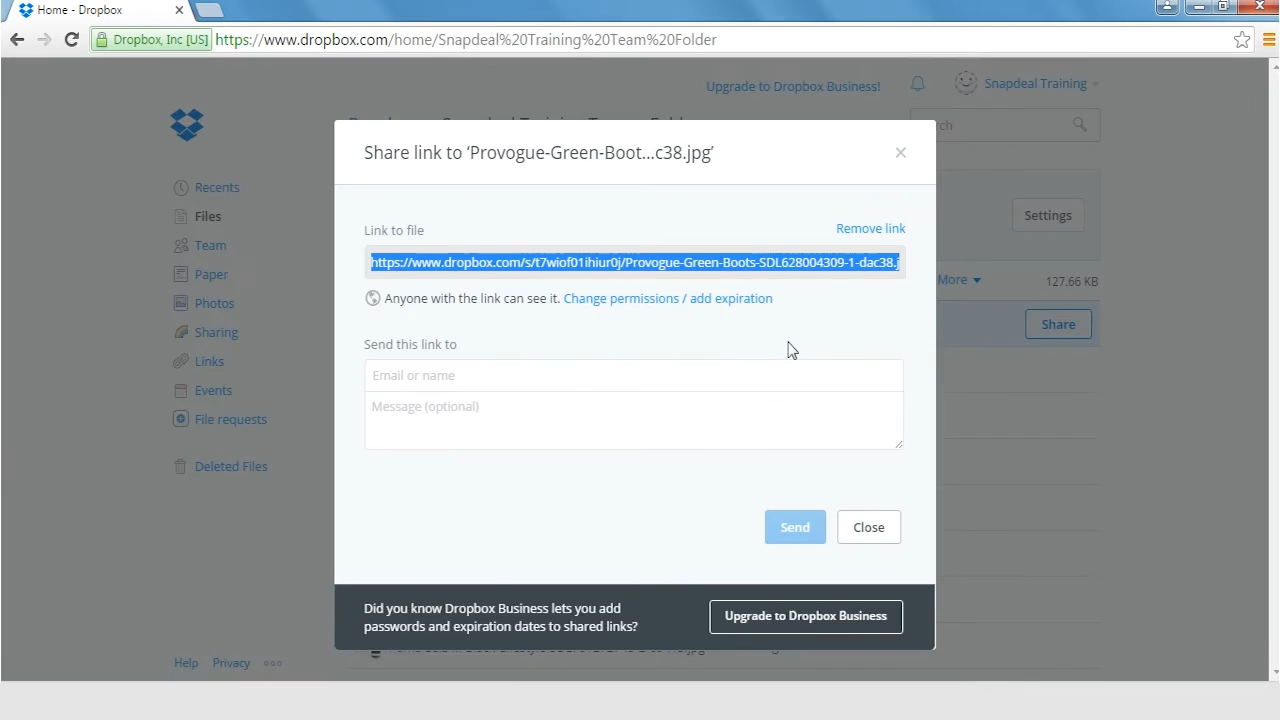 Home - Dropbox
Dropbox, Inc [US] https://www.dropbox.com/home/Snapdeal%20Training%20Team%20Folder
Upgrade to Dropbox Business!
Snapdeal Training
Share link to ‘Provogue-Green-Boot...c38.jpg’
Recents
Files
Settings
Link to file
Remove link
Team
https://www.dropbox.com/s/t7wiof01ihiur0j/Provogue-Green-Boots-SDL628004309-1-dac38.j
Paper
More
127.66 KB
Photos
Anyone with the link can see it. Change permissions / add expiration
Sharing
Share
Send this link to
Links
Email or name
Events
Message (optional)
File requests
Deleted Files
Send
Close
Did you know Dropbox Business lets you add
passwords and expiration dates to shared links?
Upgrade to Dropbox Business
Help
Privacy